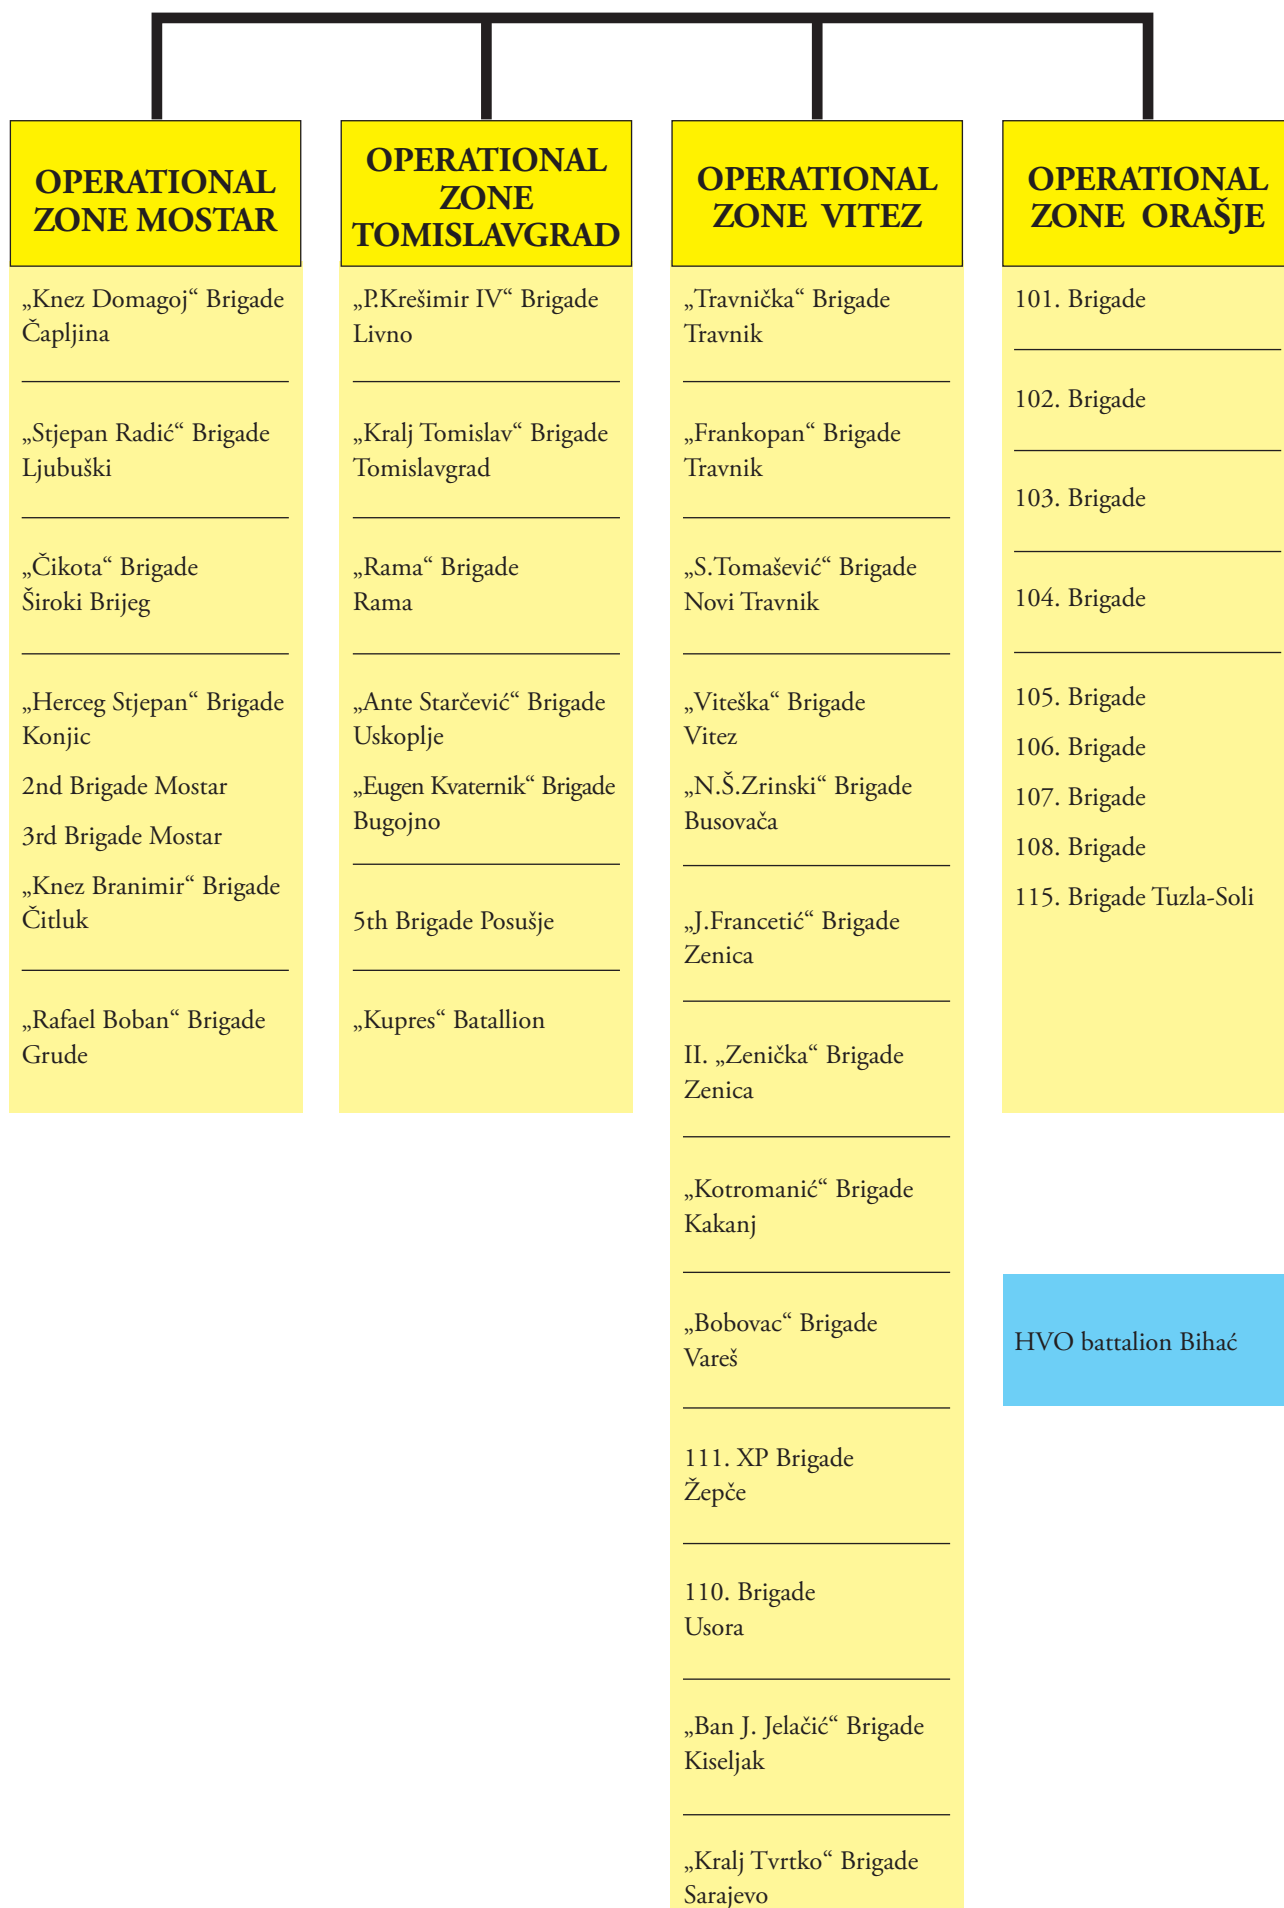 OPERATIONAL
ZONE MOSTAR
„Knez Domagoj“ Brigade
Čapljina
„Stjepan Radić“ Brigade
Ljubuški
„Čikota“ Brigade
Široki Brijeg
„Herceg Stjepan“ Brigade
Konjic
2nd Brigade Mostar
3rd Brigade Mostar
„Knez Branimir“ Brigade
Čitluk
„Rafael Boban“ Brigade
Grude
OPERATIONAL
ZONE
TOMISLAVGRAD
„P.Krešimir IV“ Brigade
Livno
„Kralj Tomislav“ Brigade
Tomislavgrad
„Rama“ Brigade
Rama
„Ante Starčević“ Brigade
Uskoplje
„Eugen Kvaternik“ Brigade
Bugojno
5th Brigade Posušje
„Kupres“ Batallion
OPERATIONAL
ZONE VITEZ
„Travnička“ Brigade
Travnik
„Frankopan“ Brigade
Travnik
„S.Tomašević“ Brigade
Novi Travnik
„Viteška“ Brigade
Vitez
„N.Š.Zrinski“ Brigade
Busovača
„J.Francetić“ Brigade
Zenica
II. „Zenička“ Brigade
Zenica
„Kotromanić“ Brigade
Kakanj
„Bobovac“ Brigade
Vareš
111. XP Brigade
Žepče
110. Brigade
Usora
„Ban J. Jelačić“ Brigade
Kiseljak
„Kralj Tvrtko“ Brigade
Sarajevo
OPERATIONAL
ZONE ORAŠJE
101. Brigade
102. Brigade
103. Brigade
104. Brigade
105. Brigade
106. Brigade
107. Brigade
108. Brigade
115. Brigade Tuzla-Soli
HVO battalion Bihać